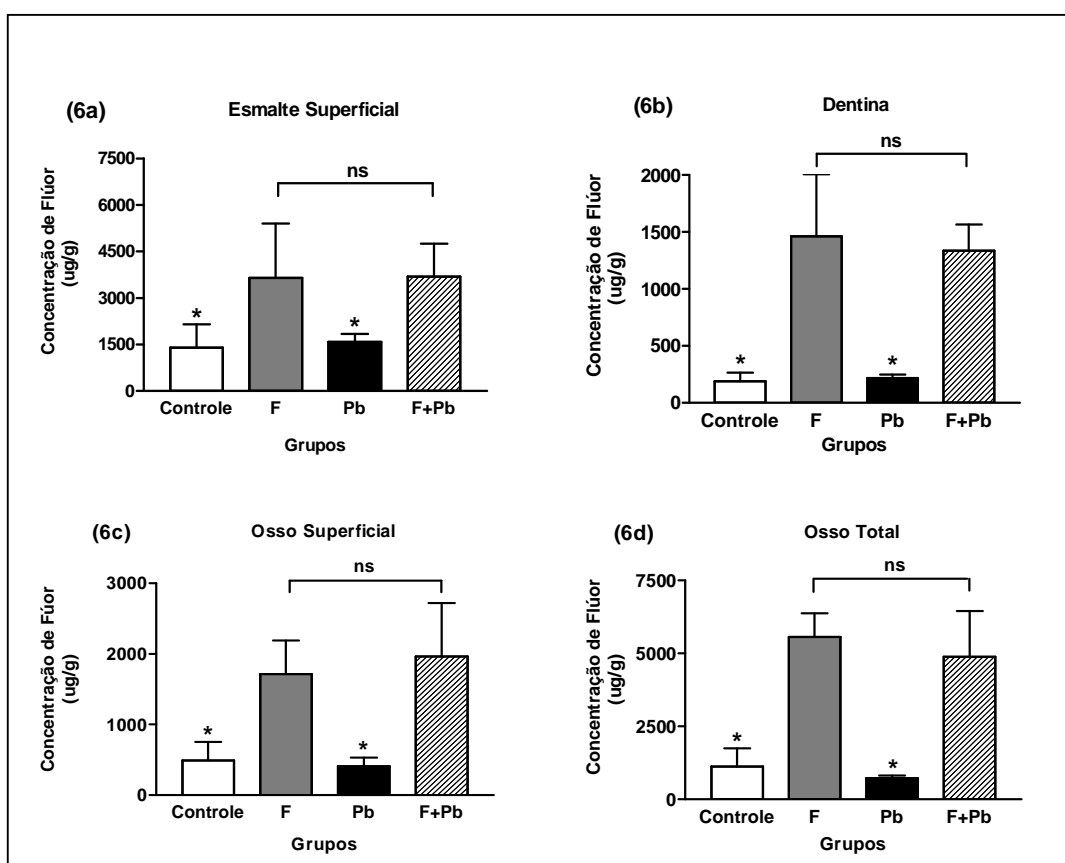 (6a)
Esmalte Superficial
Concentração de Flúor
(ug/g)
7500
6000
4500
3000
1500
0
ns
*
*
Controle F Pb F+Pb
Grupos
(6b)
Dentina
Concentração de Flúor
(ug/g)
2000
1500
1000
500
0
ns
*
*
Controle F Pb F+Pb
Grupos
(6c)
Osso Superficial
Concentração de Fúor
(ug/g)
3000
2000
1000
0
ns
*
*
Controle F Pb F+Pb
Grupos
(6d)
Osso Total
Concentração de Flúor
(ug/g)
7500
5000
2500
0
ns
*
*
Controle F Pb F+Pb
Grupos